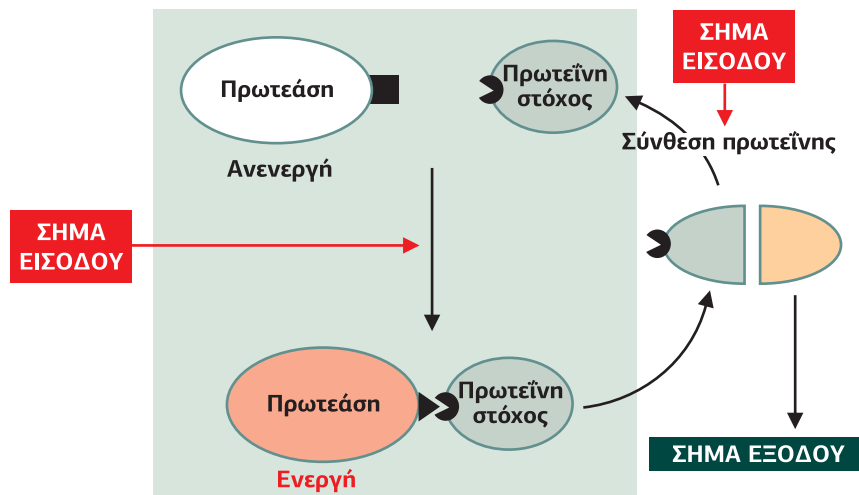 ΣΗΜΑ
ΕΙΣΟΔΟΥ
Πρωτεάση
Πρωτεΐνη
στόχος
Σύνθεση πρωτεΐνης
Ανενεργή
ΣΗΜΑ
ΕΙΣΟΔΟΥ
Πρωτεάση
Πρωτεΐνη
στόχος
Ενεργή
ΣΗΜΑ ΕΞΟΔΟΥ